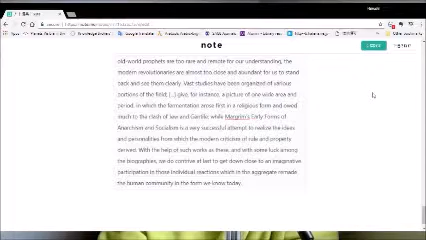 note
old-world prophets are too rare and remote for our understanding, the
modern revolutionaries are almost too close and abundant for us to stand
back and see them clearly. Vast studies have been organized of various
portions of the field; [...] give, for instance, a picture of one wide area and
period, in which the fermentation arose first in a religious form and owed
much to the clash of Jew and Gentile; while Margrim's Early Forms of
Anarchism and Socialism is a very successful attempt to realize the ideas
and personalities from which the modern criticism of rule and property
derived. With the help of such works as these, and with some luck among
the biographies, we do contrive at last to get down close to an imaginative
participation in those individual reactions which in the aggregate remade
the human community in the form we know today.